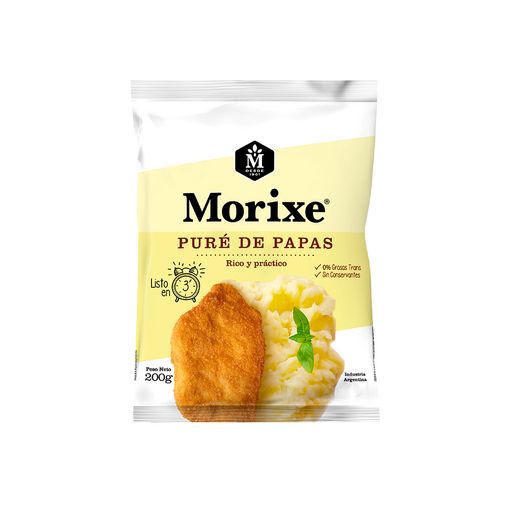 M
DESDE
1901
Morixe®
PURÉ DE PAPAS
Rico y práctico
Listo
en 3'
✓ 0% Grasas Trans
✓ Sin Conservantes
Peso Neto
200g
Industria
Argentina